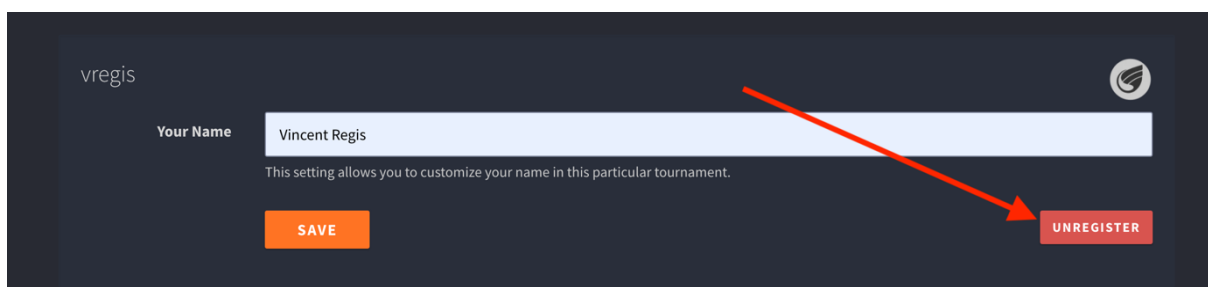 vregis
Your Name
Vincent Regis
This setting allows you to customize your name in this particular tournament.
SAVE
UNREGISTER